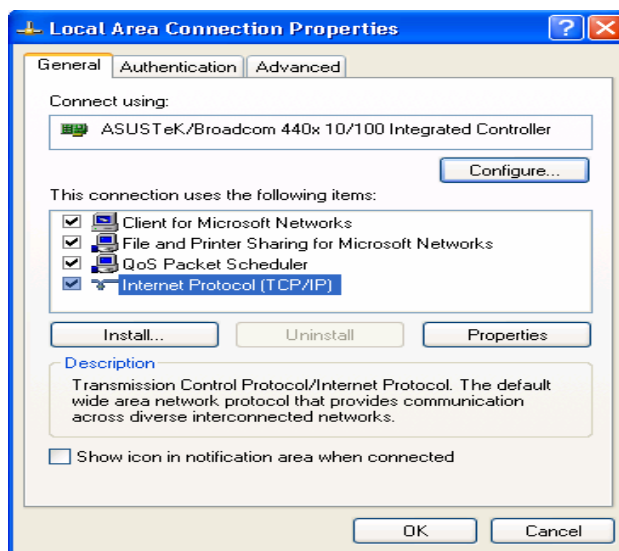 Local Area Connection Properties
General Authentication Advanced
Connect using:
ASUSTeK/Broadcom 440x 10/100 Integrated Controller
Configure...
This connection uses the following items:
Client for Microsoft Networks
File and Printer Sharing for Microsoft Networks
QoS Packet Scheduler
Internet Protocol (TCP/IP)
Install... Uninstall Properties
Description
Transmission Control Protocol/Internet Protocol. The default
wide area network protocol that provides communication
across diverse interconnected networks.
Show icon in notification area when connected
OK Cancel